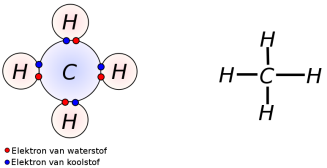 H
H C H
H
H
H C H
H
Elektron van waterstof
Elektron van koolstof